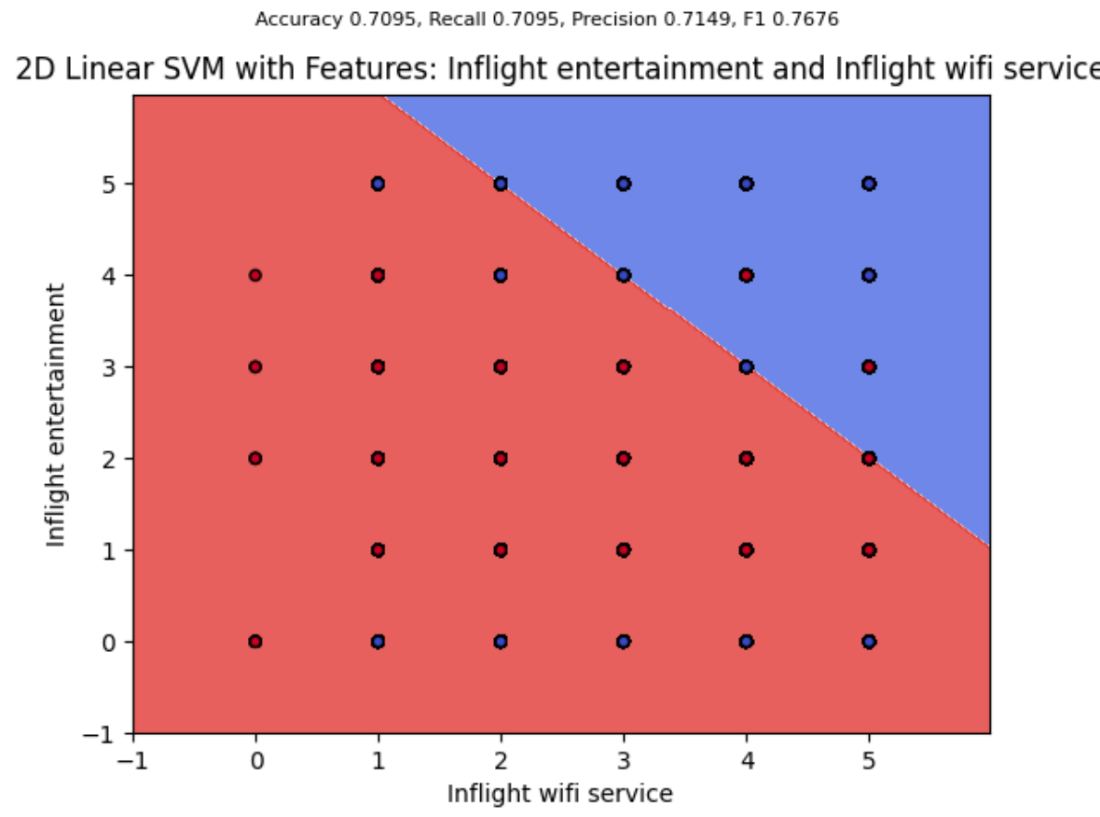 Accuracy 0.7095, Recall 0.7095, Precision 0.7149, F1 0.7676
2D Linear SVM with Features: Inflight entertainment and Inflight wifi service
5
4
3
2
1
0
−1
Inflight entertainment
−1 0 1 2 3 4 5
Inflight wifi service